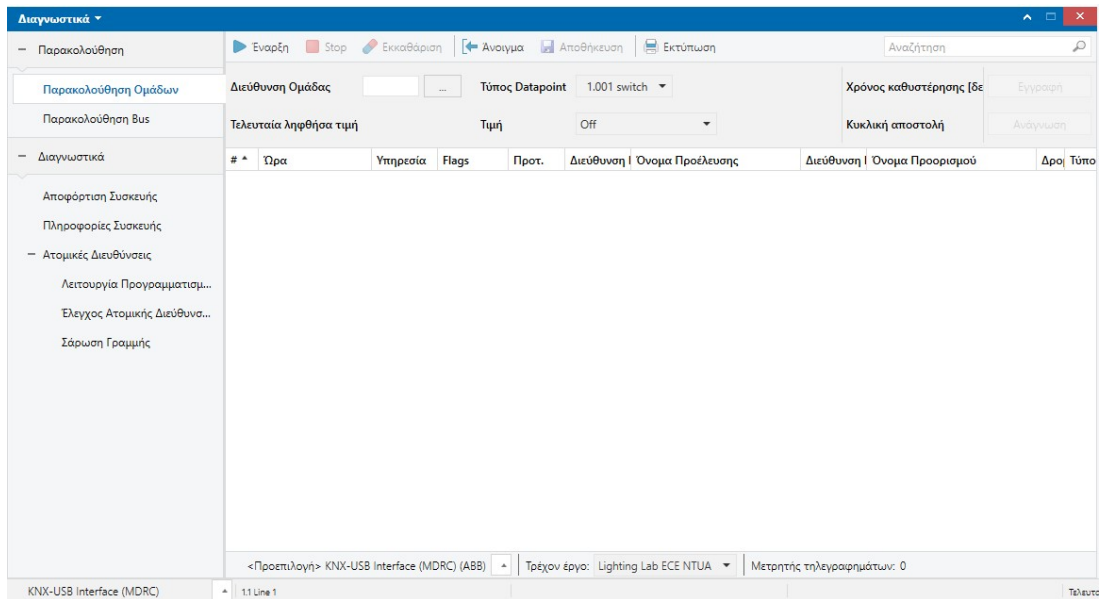 Διαγνωστικά
Παρακολούθηση
Παρακολούθηση Ομάδων
Παρακολούθηση Bus
Διαγνωστικά
Αποφόρτιση Συσκευής
Πληροφορίες Συσκευής
Ατομικές Διευθύνσεις
Λειτουργία Προγραμματισμ...
Έλεγχος Ατομικής Διεύθυνσ...
Σάρωση Γραμμής
Έναρξη Stop Εκκαθάριση Άνοιγμα Αποθήκευση Εκτύπωση Αναζήτηση
Διεύθυνση Ομάδας ... Τύπος Datapoint 1.001 switch Χρόνος καθυστέρησης [δε Εγγραφή
Τελευταία ληφθήσα τιμή Τιμή Off Κυκλική αποστολή Ανάγνωση
# Ώρα Υπηρεσία Flags Προτ. Διεύθυνση Όνομα Προέλευσης Διεύθυνση Όνομα Προορισμού Δρο Τύπο
<Προεπιλογή> KNX-USB Interface (MDRC) (ABB) Τρέχον έργο: Lighting Lab ECE NTUA Μετρητής τηλεγραφημάτων: 0
KNX-USB Interface (MDRC) 1.1 Line 1 Τελευτα